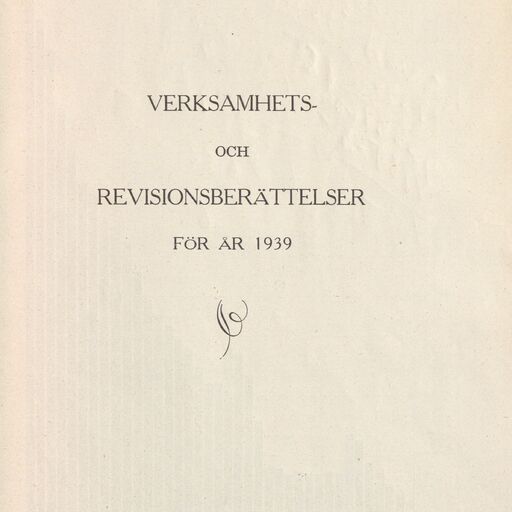 VERKSAMHETS-
OCH
REVISIONSBERÄTTELSER
FÖR ÅR 1939